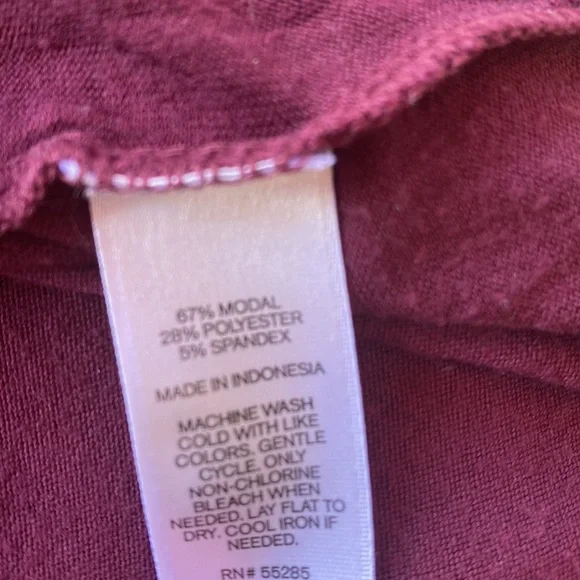 67% MODAL
28% POLYESTER
5% SPANDEX
MADE IN INDONESIA
MACHINE WASH
COLD WITH LIKE
COLORS. GENTLE
CYCLE. ONLY
NON-CHLORINE
BLEACH WHEN
NEEDED. LAY FLAT TO
DRY. COOL IRON IF
NEEDED.
RN# 55285